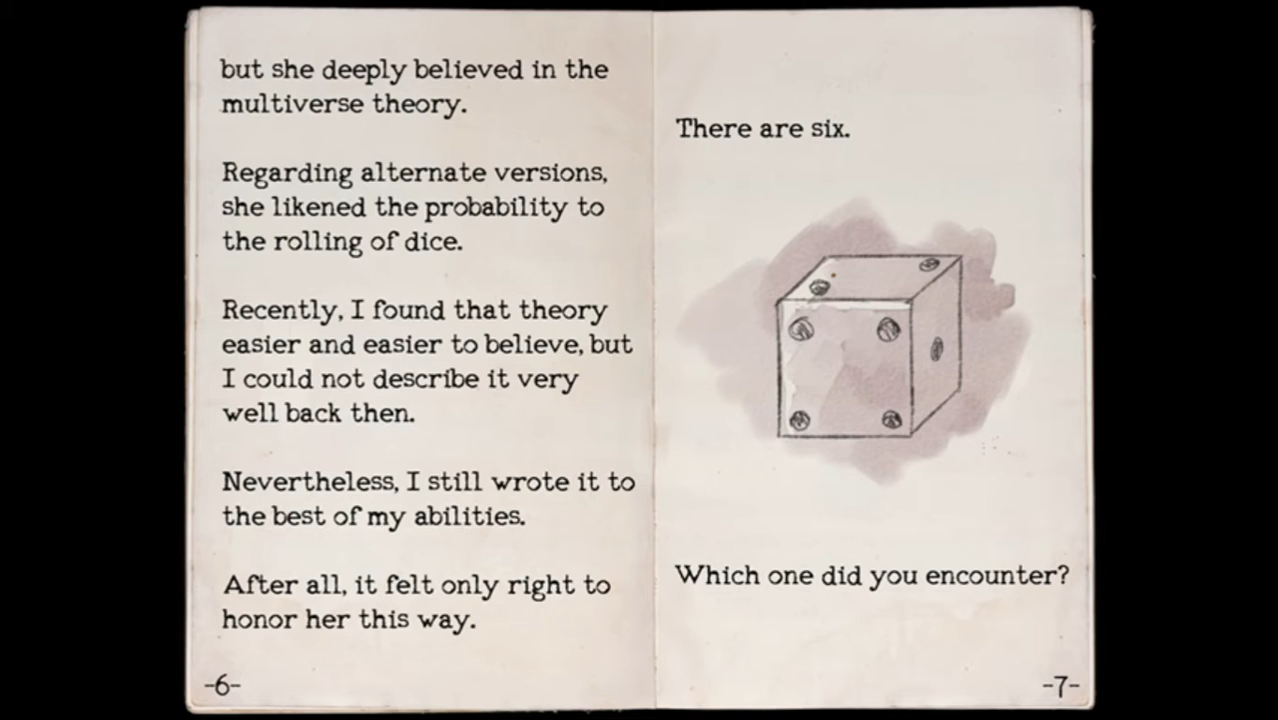 but she deeply believed in the
multiverse theory.
Regarding alternate versions,
she likened the probability to
the rolling of dice.
Recently, I found that theory
easier and easier to believe, but
I could not describe it very
well back then.
Nevertheless, I still wrote it to
the best of my abilities.
After all, it felt only right to
honor her this way.
-6-
There are six.
Which one did you encounter?
-7-